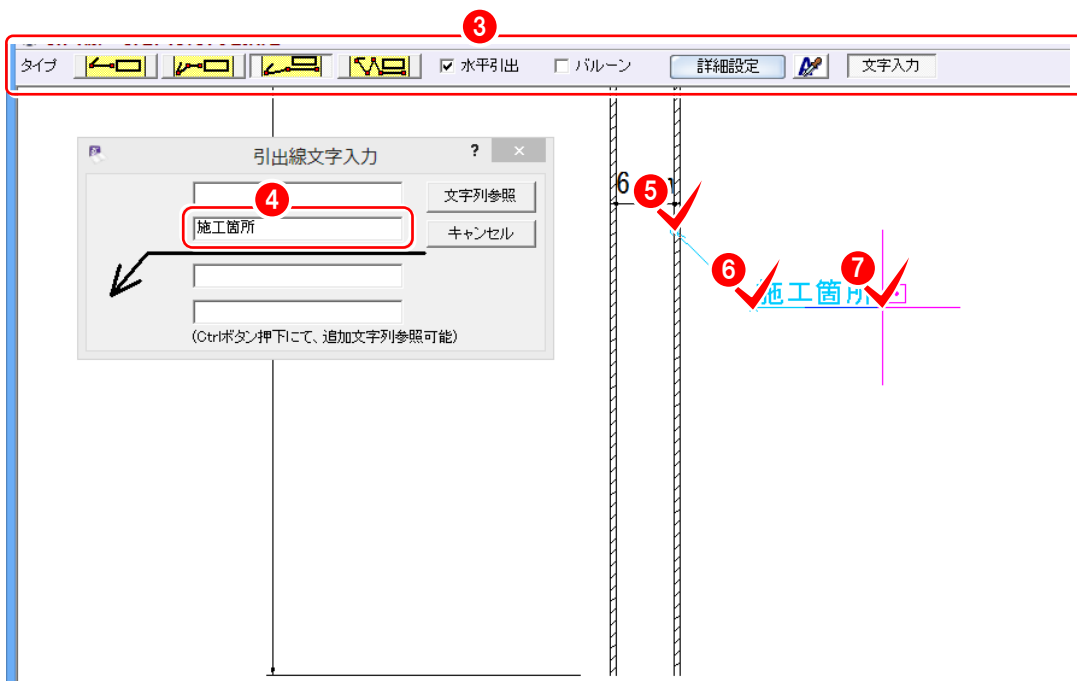 3
タイプ 水平引出 バルーン 詳細設定 文字入力
引出線文字入力 ? ×
文字列参照
4
施工箇所
キャンセル
(Ctrlボタン押下にて、追加文字列参照可能)
6
5
6
7
施工箇所